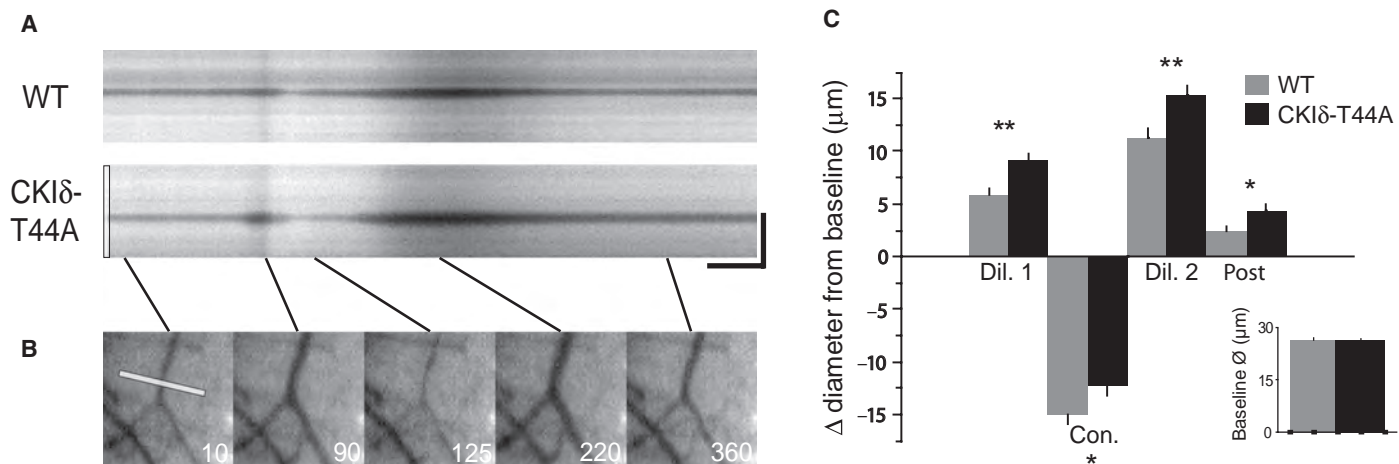 A
WT
CKIδ-
T44A
B
10
90
125
220
360
C
Δ diameter from baseline (μm)
15
10
5
0
−5
−10
−15
**
**
*
Dil. 1
Dil. 2
Post
Con.
*
WT
CKIδ-T44A
Baseline Ø (μm)
30
15
0